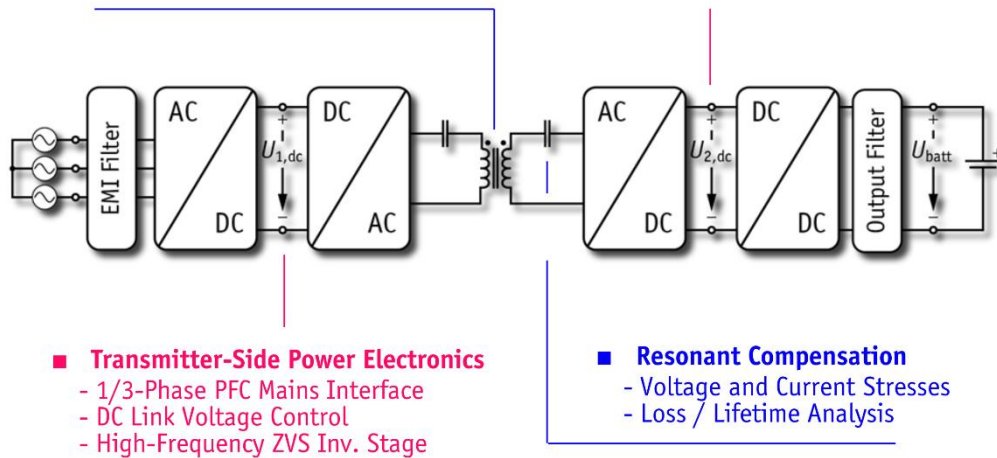 EMI Filter
AC
DC
+
U1,dc
−
DC
AC
AC
DC
+
U2,dc
−
DC
DC
Output Filter
+
Ubatt
−
+
■ Transmitter-Side Power Electronics
- 1/3-Phase PFC Mains Interface
- DC Link Voltage Control
- High-Frequency ZVS Inv. Stage
■ Resonant Compensation
- Voltage and Current Stresses
- Loss / Lifetime Analysis